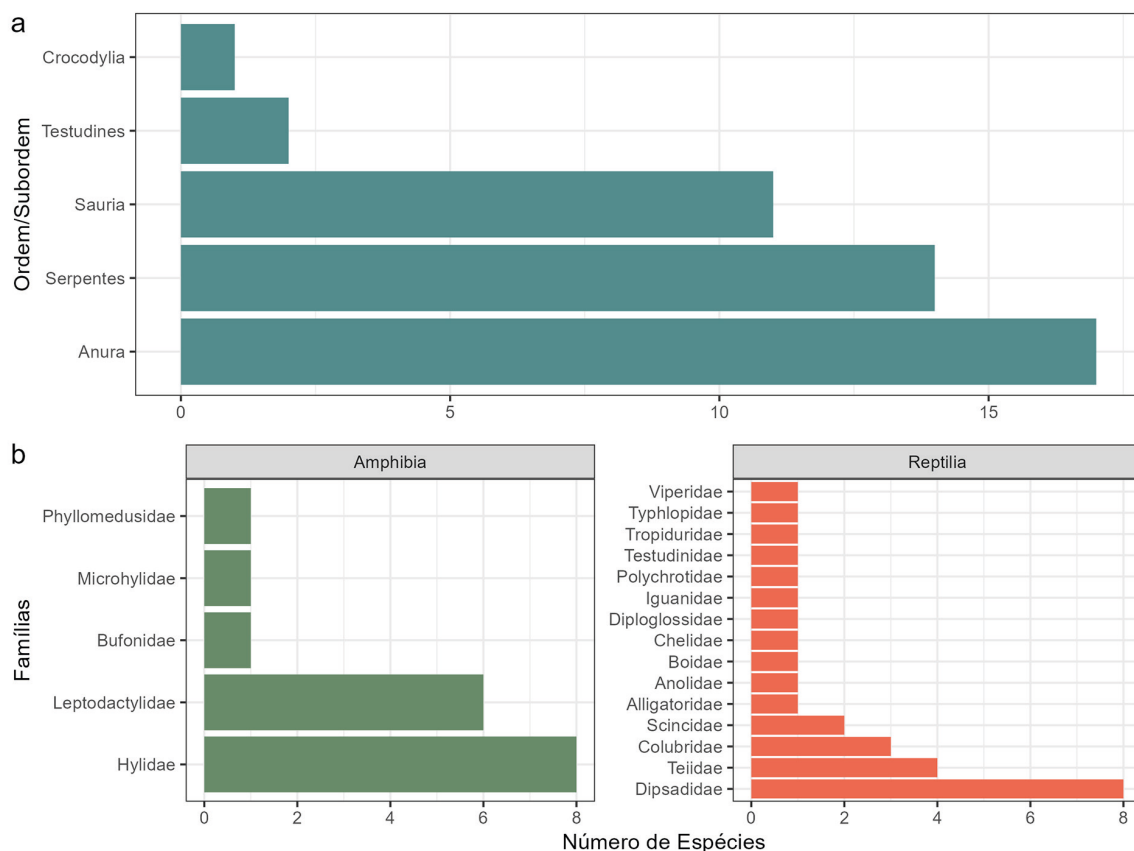 a
Ordem/Subordem
Crocodylia
Testudines
Sauria
Serpentes
Anura
0 5 10 15
b
Famílias
Amphibia
Phyllomedusidae
Microhylidae
Bufonidae
Leptodactylidae
Hylidae
0 2 4 6 8
Reptilia
Viperidae
Typhlopidae
Tropiduridae
Testudinidae
Polychrotidae
Iguanidae
Diploglossidae
Chelidae
Boidae
Anolidae
Alligatoridae
Scincidae
Colubridae
Teiidae
Dipsadidae
0 2 4 6 8
Número de Espécies